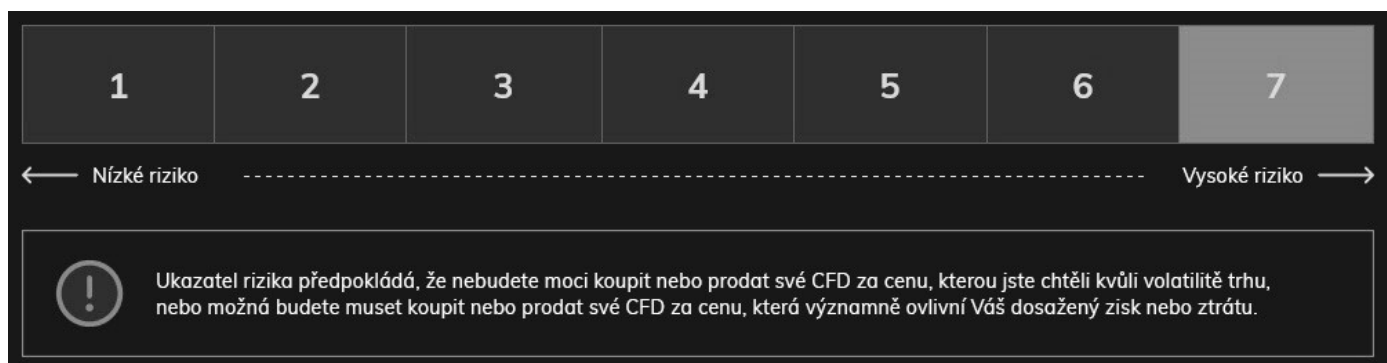 1 2 3 4 5 6 7
Nízké riziko Vysoké riziko
Ukazatel rizika předpokládá, že nebudete moci koupit nebo prodat své CFD za cenu, kterou jste chtěli kvůli volatilitě trhu,
nebo možná budete muset koupit nebo prodat své CFD za cenu, která významně ovlivní Váš dosažený zisk nebo ztrátu.